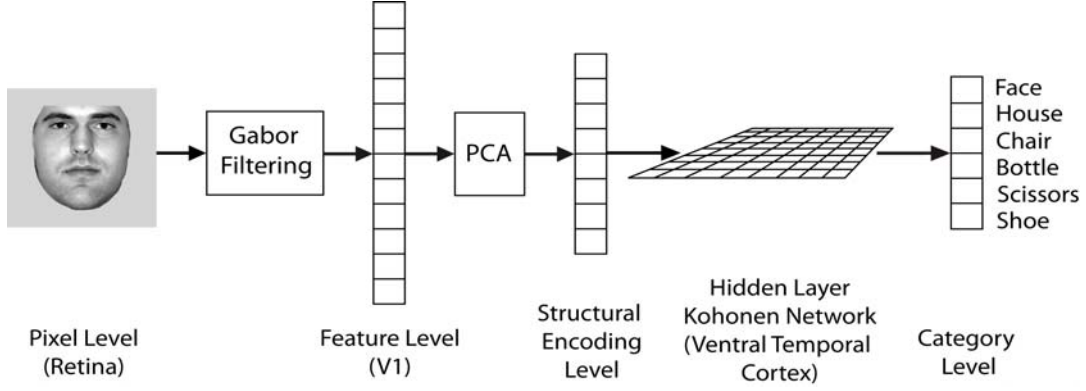 Gabor
Filtering
PCA
Face
House
Chair
Bottle
Scissors
Shoe
Pixel Level
(Retina)
Feature Level
(V1)
Structural
Encoding
Level
Hidden Layer
Kohonen Network
(Ventral Temporal
Cortex)
Category
Level